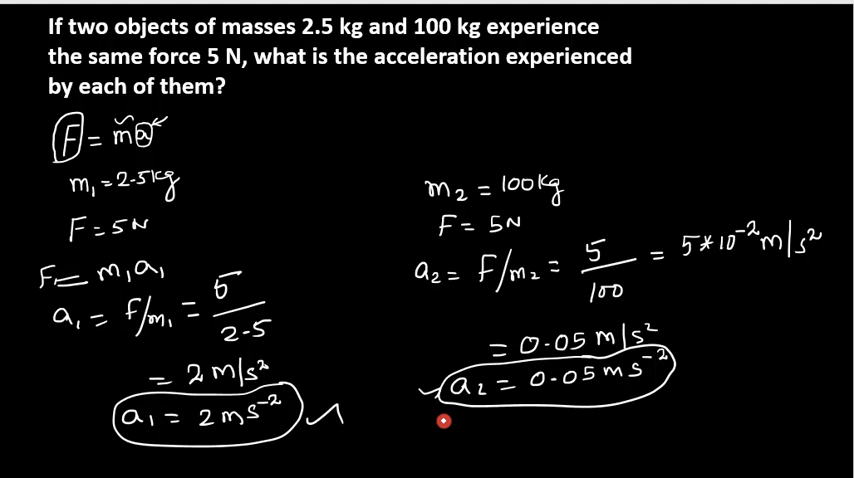 If two objects of masses 2.5 kg and 100 kg experience
the same force 5 N, what is the acceleration experienced
by each of them?
F = ma
m₁ = 2.5kg
F = 5N
F₁ = m₁a₁
a₁ = F/m₁ = 5/2.5
= 2 m/s²
a₁ = 2ms⁻²
m₂ = 100kg
F = 5N
a₂ = F/m₂ = 5/100 = 5*10⁻² m/s²
= 0.05 m/s²
a₂ = 0.05 ms⁻²